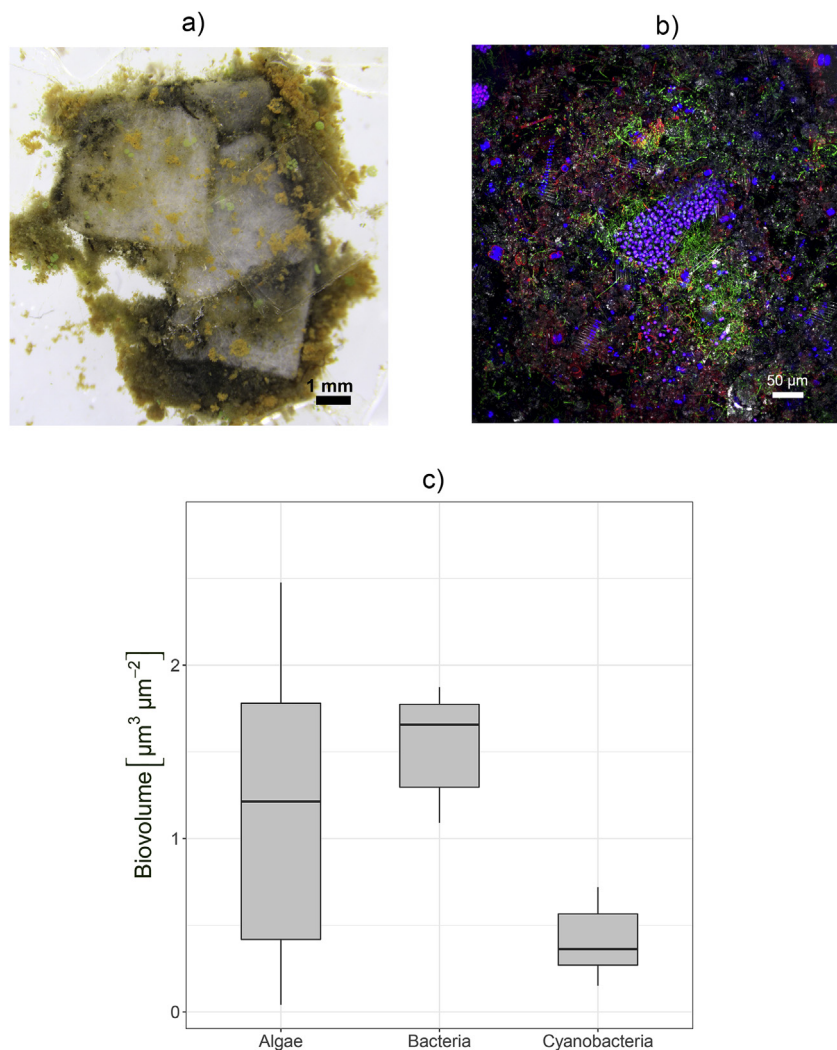 a)
b)
1 mm
50 µm
c)
Biovolume [µm³ µm⁻²]
2
1
0
Algae Bacteria Cyanobacteria